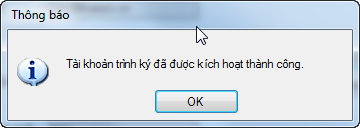 Thông báo
Tài khoản trình ký đã được kích hoạt thành công.
OK